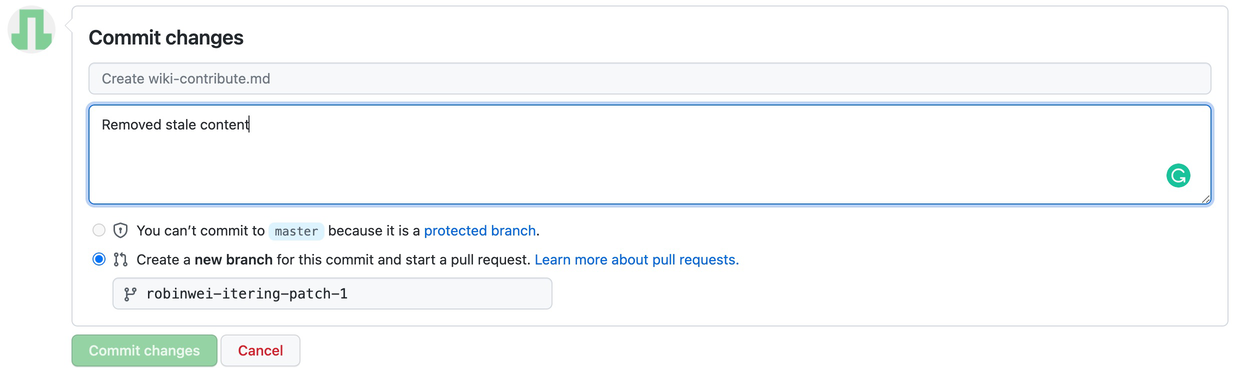 Commit changes
Create wiki-contribute.md
Removed stale content
You can’t commit to master because it is a protected branch.
Create a new branch for this commit and start a pull request. Learn more about pull requests.
robinwei-itering-patch-1
Commit changes Cancel